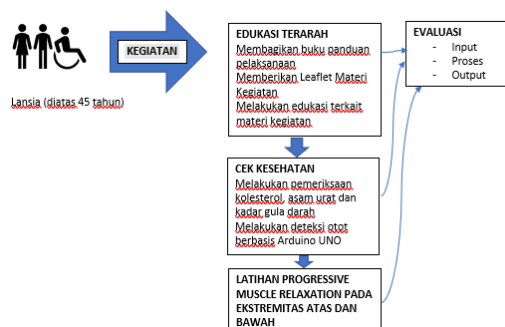 KEGIATAN
Lansia (diatas 45 tahun)
EDUKASI TERARAH
Membagikan buku panduan
pelaksanaan
Memberikan Leaflet Materi
Kegiatan
Melakukan edukasi terkait
materi kegiatan
EVALUASI
- Input
- Proses
- Output
CEK KESEHATAN
Melakukan pemeriksaan
kolesterol, asam urat dan
kadar gula darah
Melakukan deteksi otot
berbasis Arduino UNO
LATIHAN PROGRESSIVE
MUSCLE RELAXATION PADA
EKSTREMITAS ATAS DAN
BAWAH